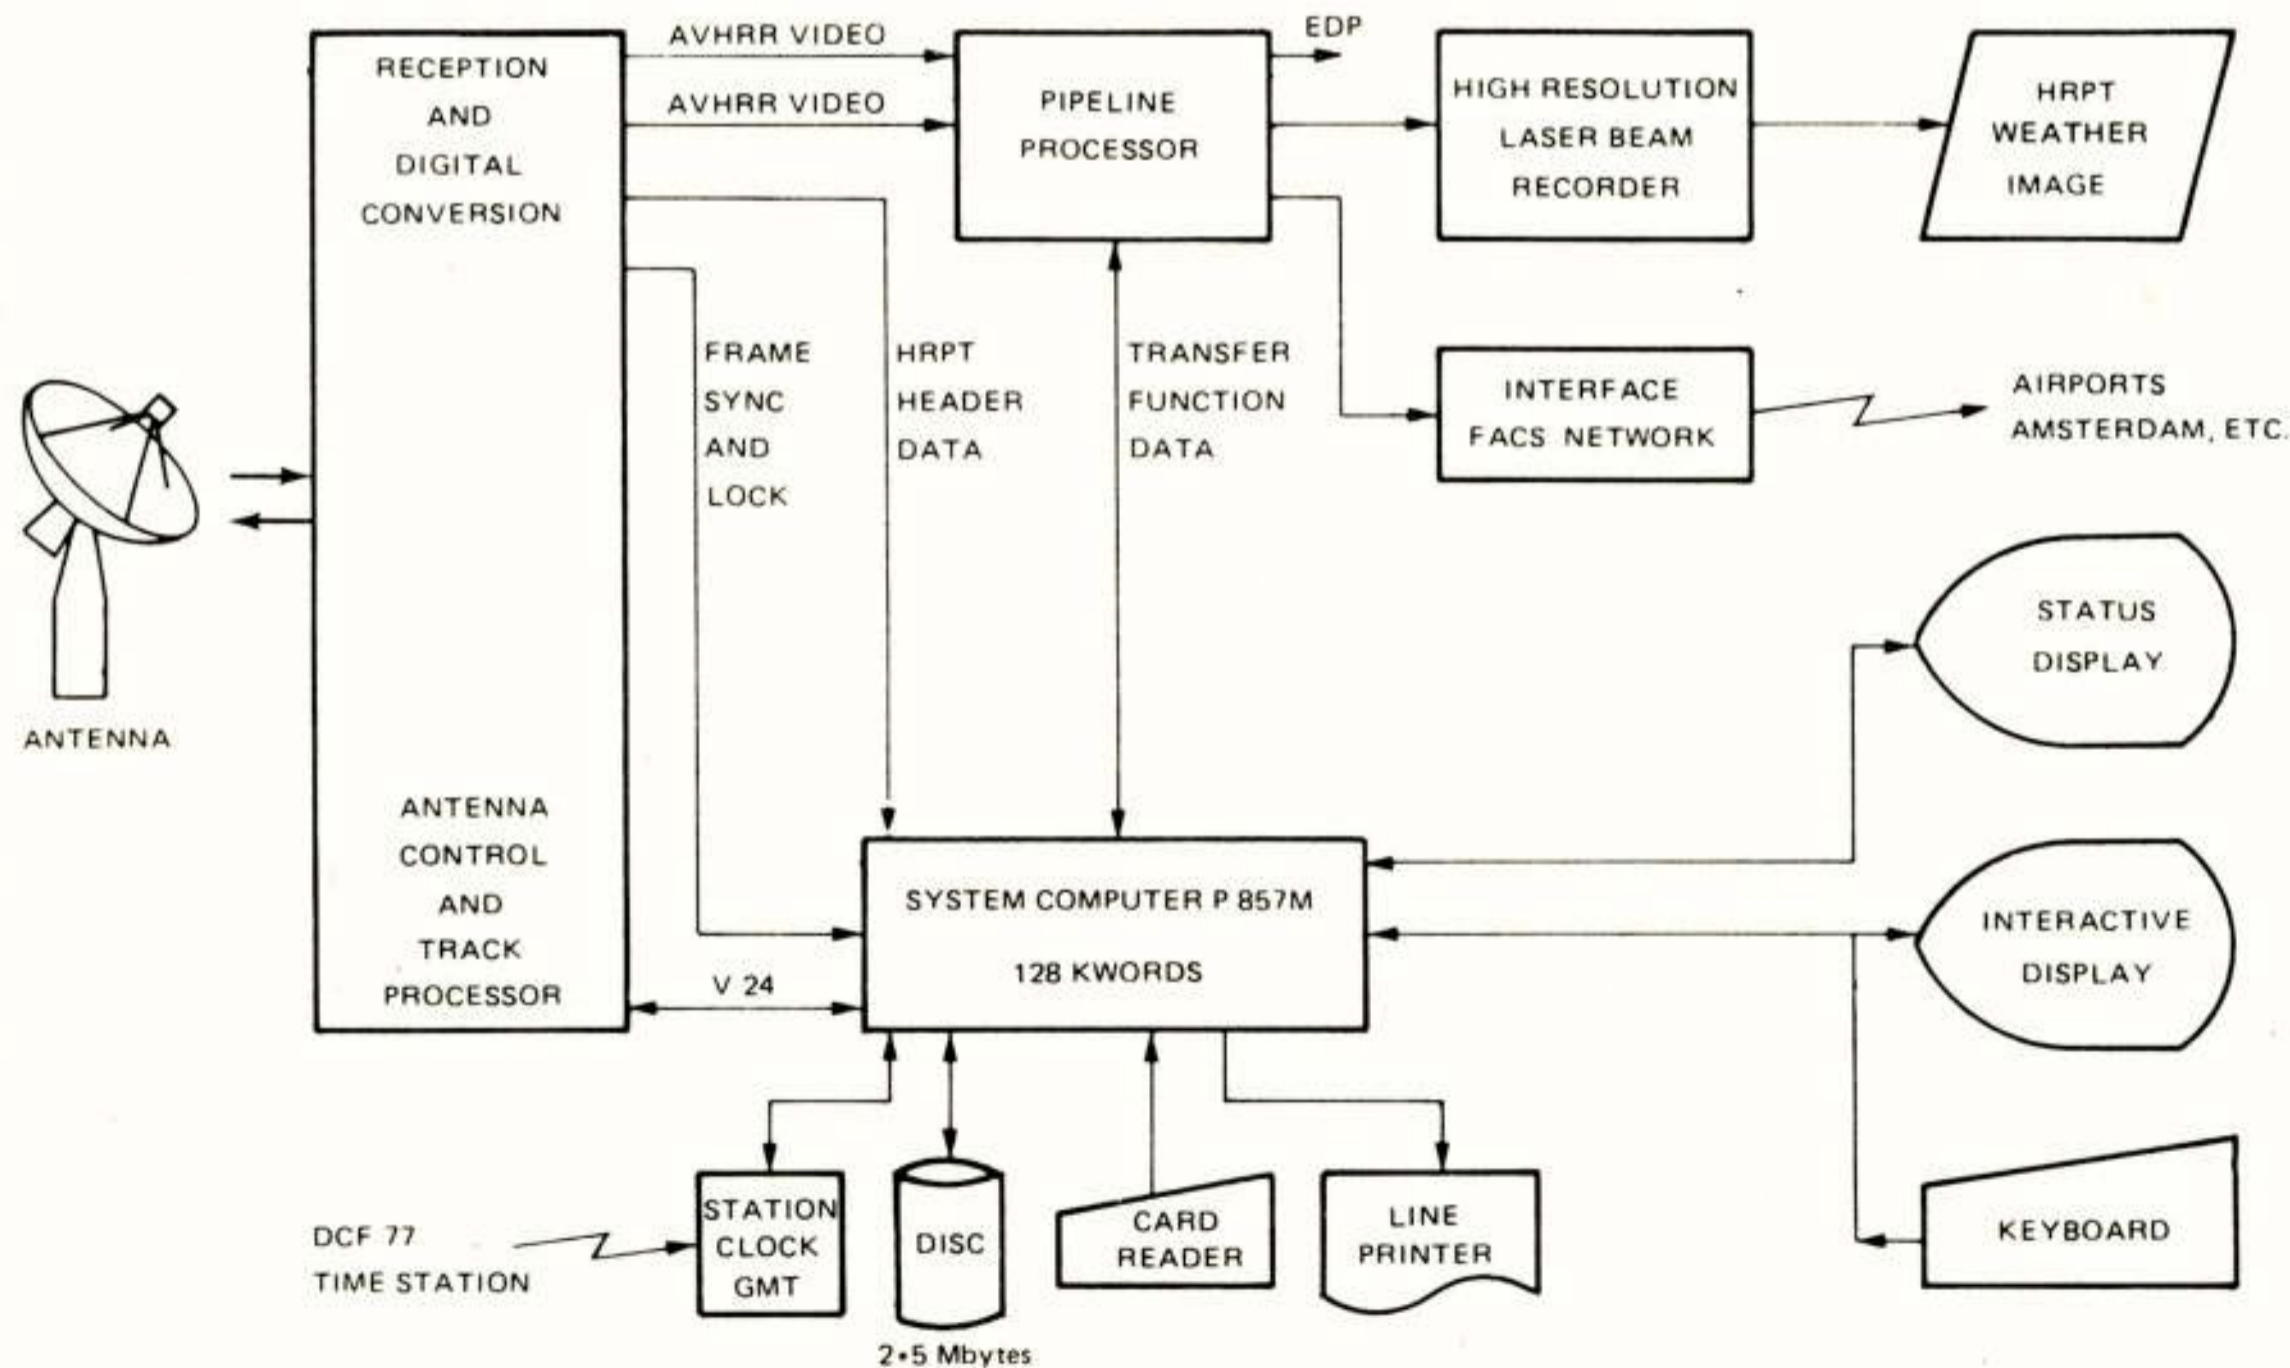 RECEPTION
AND
DIGITAL
CONVERSION
ANTENNA
CONTROL
AND
TRACK
PROCESSOR
ANTENNA
AVHRR VIDEO
AVHRR VIDEO
PIPELINE
PROCESSOR
EDP
HIGH RESOLUTION
LASER BEAM
RECORDER
HRPT
WEATHER
IMAGE
FRAME
SYNC
AND
LOCK
HRPT
HEADER
DATA
TRANSFER
FUNCTION
DATA
INTERFACE
FACS NETWORK
AIRPORTS
AMSTERDAM, ETC.
STATUS
DISPLAY
SYSTEM COMPUTER P 857M
128 KWORDS
V 24
INTERACTIVE
DISPLAY
KEYBOARD
DCF 77
TIME STATION
STATION
CLOCK
GMT
DISC
2•5 Mbytes
CARD
READER
LINE
PRINTER